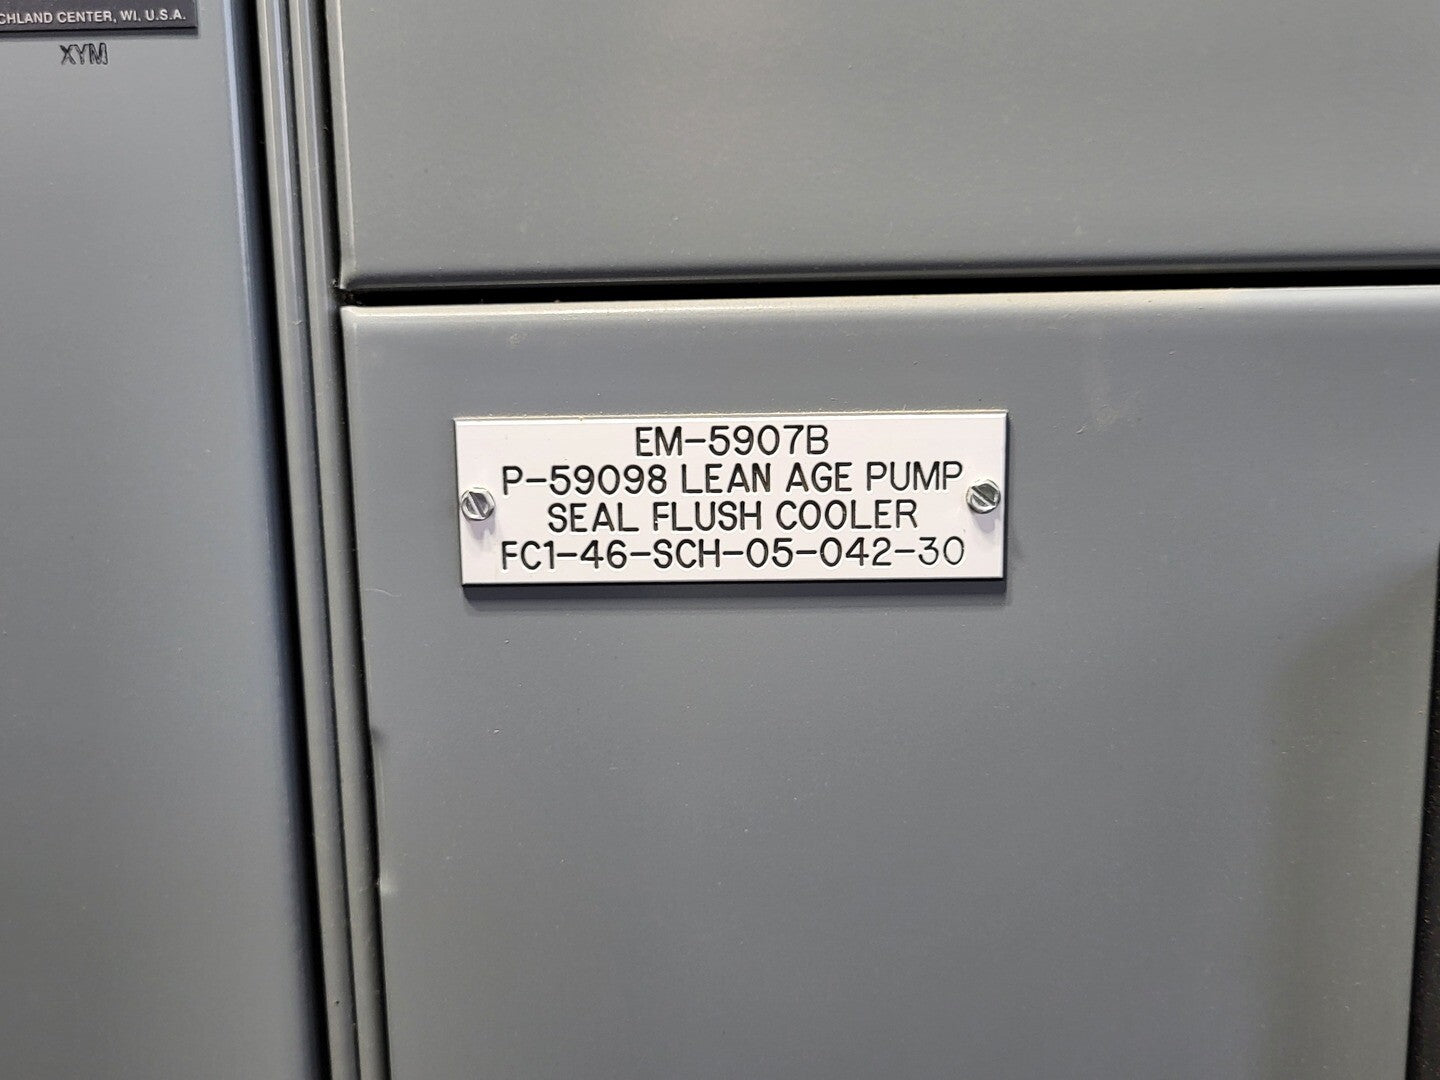 CHLAND CENTER, WI. U.S.A.
XYM
EM-5907B
P-59098 LEAN AGE PUMP
SEAL FLUSH COOLER
FC1-46-SCH-05-042-30